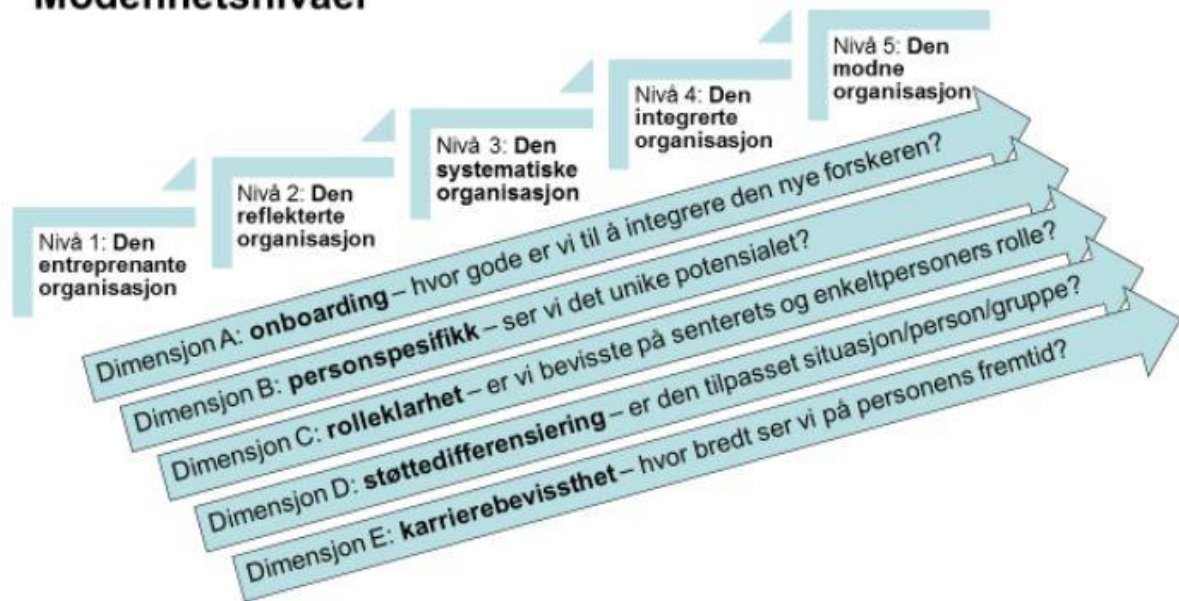 Modenhetsnivåer
Nivå 1: Den
entreprenante
organisasjon
Nivå 2: Den
reflekterte
organisasjon
Nivå 3: Den
systematiske
organisasjon
Nivå 4: Den
integrerte
organisasjon
Nivå 5: Den
modne
organisasjon
Dimensjon A: onboarding – hvor gode er vi til å integrere den nye forskeren?
Dimensjon B: personspesifikk – ser vi det unike potensialet?
Dimensjon C: rolleklarhet – er vi bevisste på senterets og enkeltpersoners rolle?
Dimensjon D: støttedifferensiering – er den tilpasset situasjon/person/gruppe?
Dimensjon E: karrierebevissthet – hvor bredt ser vi på personens fremtid?